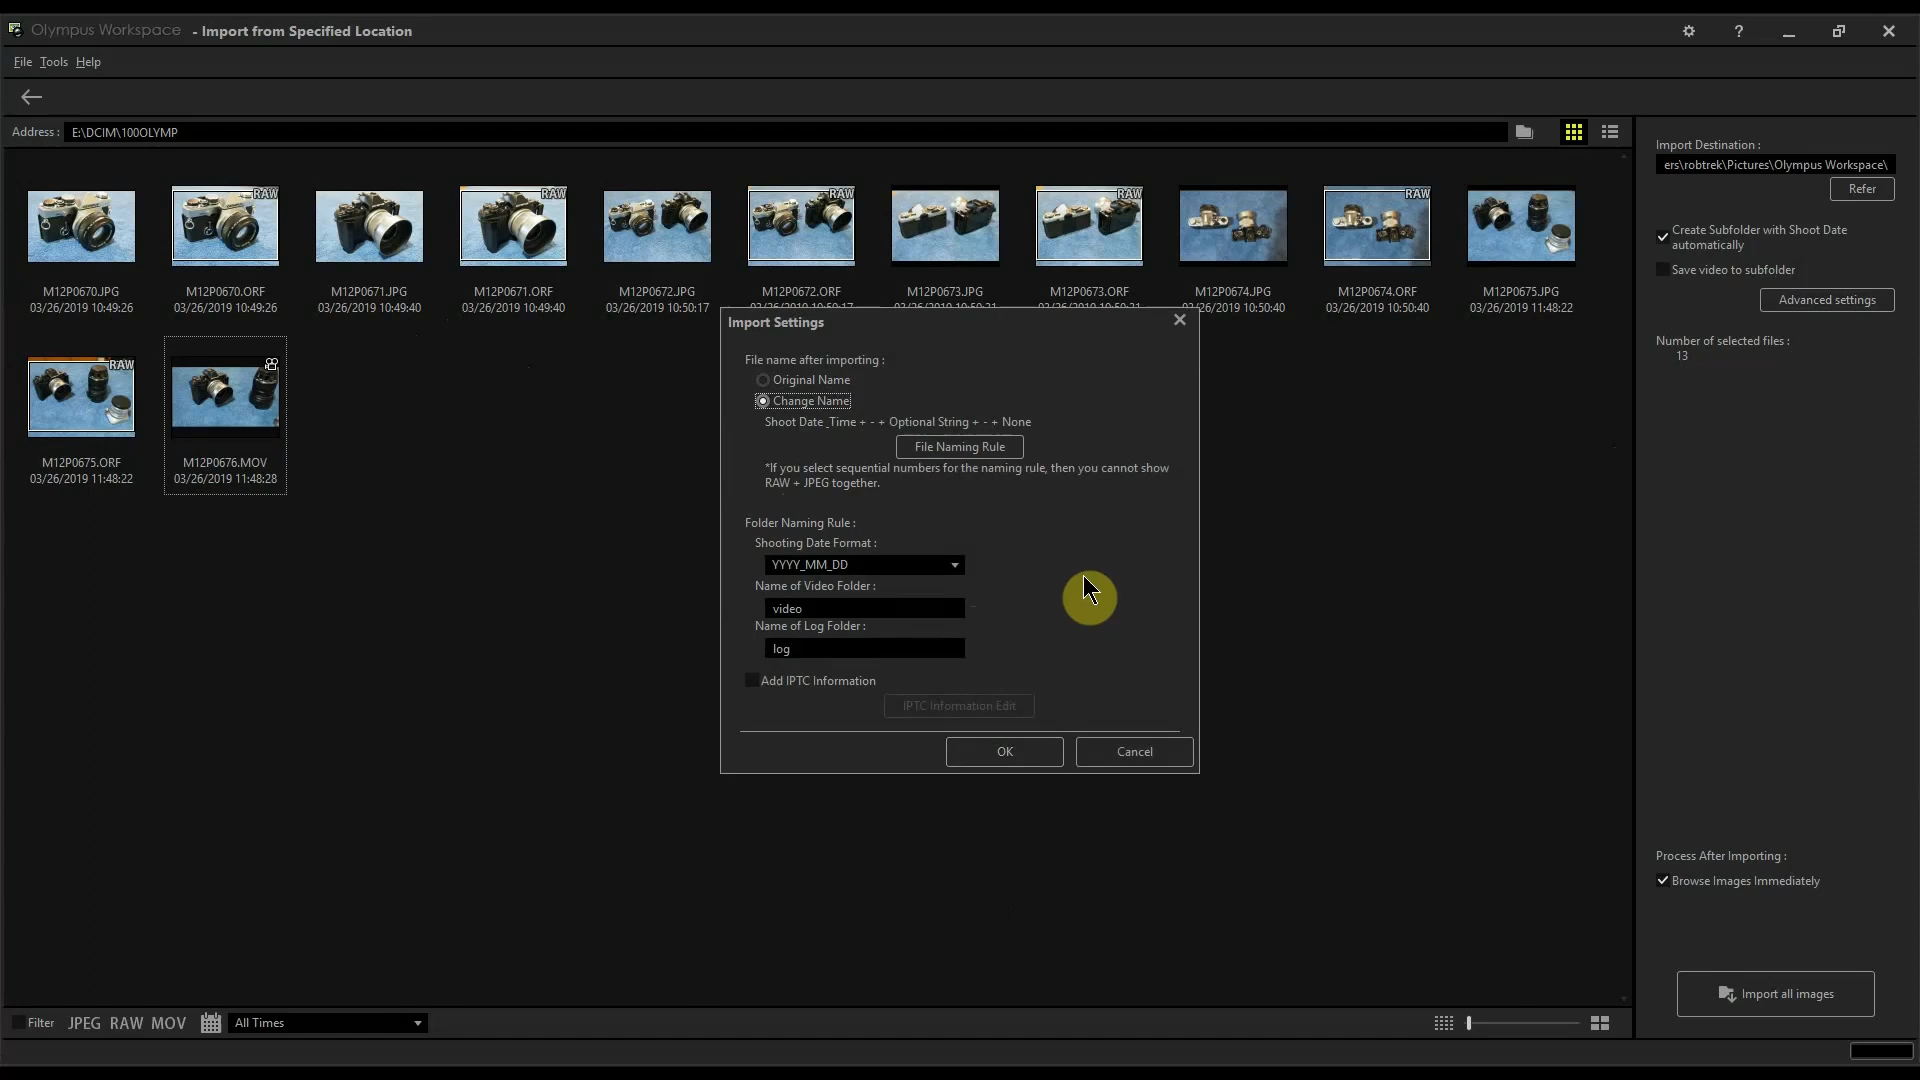 Olympus Workspace - Import from Specified Location
File Tools Help
Address : E:\DCIM\100OLYMP
RAW RAW RAW RAW RAW
M12P0670.JPG M12P0670.ORF M12P0671.JPG M12P0671.ORF M12P0672.JPG M12P0672.ORF M12P0673.JPG M12P0673.ORF M12P0674.JPG M12P0674.ORF M12P0675.JPG
03/26/2019 10:49:26 03/26/2019 10:49:26 03/26/2019 10:49:40 03/26/2019 10:49:40 03/26/2019 10:50:17 03/26/2019 10:50:17 03/26/2019 10:50:40 03/26/2019 10:50:40 03/26/2019 11:48:22
RAW
M12P0675.ORF M12P0676.MOV
03/26/2019 11:48:22 03/26/2019 11:48:28
Import Settings
File name after importing :
Original Name
Change Name
Shoot Date_Time + - + Optional String + - + None
File Naming Rule
*If you select sequential numbers for the naming rule, then you cannot show
RAW + JPEG together.
Folder Naming Rule :
Shooting Date Format :
YYYY_MM_DD
Name of Video Folder :
video
Name of Log Folder :
log
Add IPTC Information
IPTC Information Edit
OK Cancel
Import Destination :
ers\robtrek\Pictures\Olympus Workspace\
Refer
Create Subfolder with Shoot Date
automatically
Save video to subfolder
Advanced settings
Number of selected files :
13
Process After Importing :
Browse Images Immediately
Import all images
Filter JPEG RAW MOV All Times